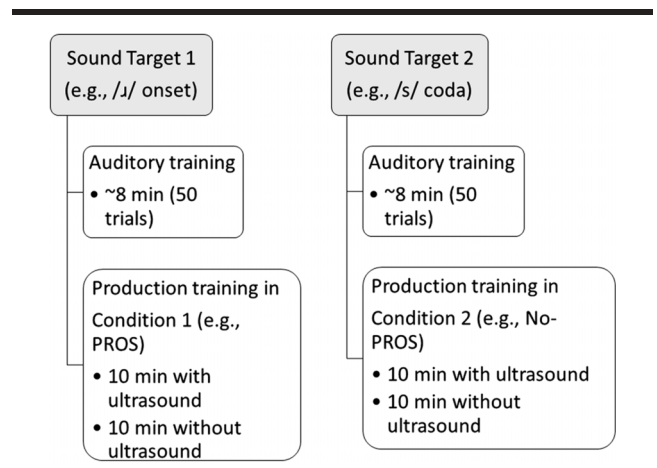 Sound Target 1
(e.g., /ɹ/ onset)
Auditory training
• ~8 min (50
trials)
Production training in
Condition 1 (e.g.,
PROS)
• 10 min with
ultrasound
• 10 min without
ultrasound
Sound Target 2
(e.g., /s/ coda)
Auditory training
• ~8 min (50
trials)
Production training in
Condition 2 (e.g., No-
PROS)
• 10 min with ultrasound
• 10 min without
ultrasound